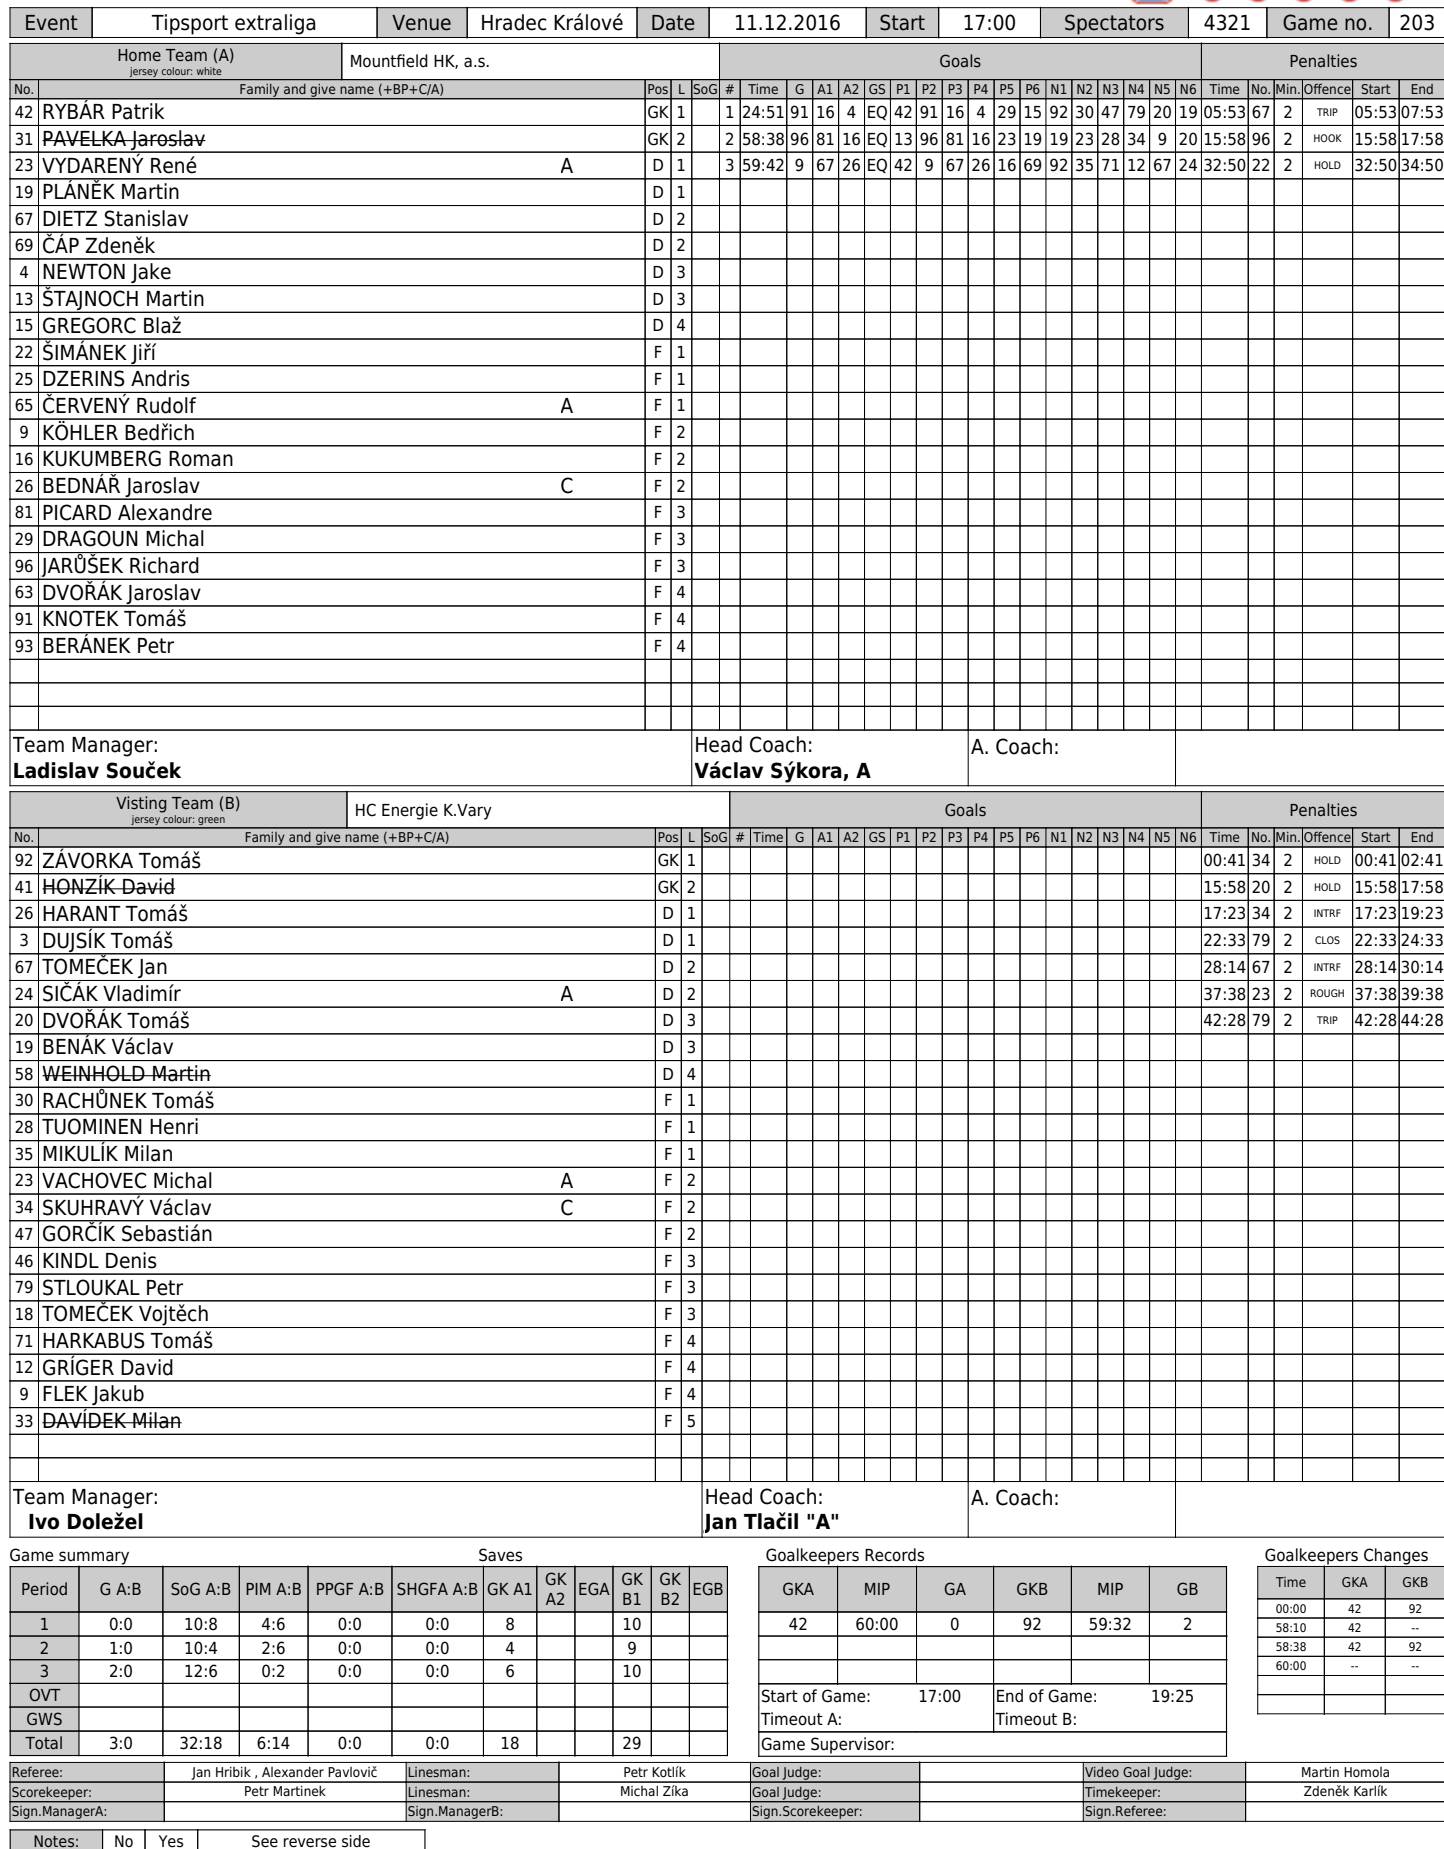 Event Tipsport extraliga Venue Hradec Králové Date 11.12.2016 Start 17:00 Spectators 4321 Game no. 203
Home Team (A) Mountfield HK, a.s. Goals Penalties
jersey colour: white
No. Family and give name (+BP+C/A) Pos L SoG # Time G A1 A2 GS P1 P2 P3 P4 P5 P6 N1 N2 N3 N4 N5 N6 Time No. Min. Offence Start End
42 RYBÁR Patrik GK 1 1 24:51 91 16 4 EQ 42 91 16 4 29 15 92 30 47 79 20 19 05:53 67 2 TRIP 05:53 07:53
31 PAVELKA Jaroslav GK 2 2 58:38 96 81 16 EQ 13 96 81 16 23 19 19 23 28 34 9 20 15:58 96 2 HOOK 15:58 17:58
23 VYDARENÝ René A D 1 3 59:42 9 67 26 EQ 42 9 67 26 16 69 92 35 71 12 67 24 32:50 22 2 HOLD 32:50 34:50
19 PLÁNĚK Martin D 1
67 DIETZ Stanislav D 2
69 ČÁP Zdeněk D 2
4 NEWTON Jake D 3
13 ŠTAJNOCH Martin D 3
15 GREGORC Blaž D 4
22 ŠIMÁNEK Jiří F 1
25 DZERINS Andris F 1
65 ČERVENÝ Rudolf A F 1
9 KÖHLER Bedřich F 2
16 KUKUMBERG Roman F 2
26 BEDNÁŘ Jaroslav C F 2
81 PICARD Alexandre F 3
29 DRAGOUN Michal F 3
96 JARŮŠEK Richard F 3
63 DVOŘÁK Jaroslav F 4
91 KNOTEK Tomáš F 4
93 BERÁNEK Petr F 4
Team Manager: Head Coach: A. Coach:
Ladislav Souček Václav Sýkora, A
Visting Team (B) HC Energie K.Vary Goals Penalties
jersey colour: green
No. Family and give name (+BP+C/A) Pos L SoG # Time G A1 A2 GS P1 P2 P3 P4 P5 P6 N1 N2 N3 N4 N5 N6 Time No. Min. Offence Start End
92 ZÁVORKA Tomáš GK 1 00:41 34 2 HOLD 00:41 02:41
41 HONZÍK David GK 2 15:58 20 2 HOLD 15:58 17:58
26 HARANT Tomáš D 1 17:23 34 2 INTRF 17:23 19:23
3 DUJSÍK Tomáš D 1 22:33 79 2 CLOS 22:33 24:33
67 TOMEČEK Jan D 2 28:14 67 2 INTRF 28:14 30:14
24 SIČÁK Vladimír A D 2 37:38 23 2 ROUGH 37:38 39:38
20 DVOŘÁK Tomáš D 3 42:28 79 2 TRIP 42:28 44:28
19 BENÁK Václav D 3
58 WEINHOLD Martin D 4
30 RACHŮNEK Tomáš F 1
28 TUOMINEN Henri F 1
35 MIKULÍK Milan F 1
23 VACHOVEC Michal A F 2
34 SKUHRAVÝ Václav C F 2
47 GORČÍK Sebastián F 2
46 KINDL Denis F 3
79 STLOUKAL Petr F 3
18 TOMEČEK Vojtěch F 3
71 HARKABUS Tomáš F 4
12 GRÍGER David F 4
9 FLEK Jakub F 4
33 DAVÍDEK Milan F 5
Team Manager: Head Coach: A. Coach:
Ivo Doležel Jan Tlačil "A"
Game summary Saves Goalkeepers Records Goalkeepers Changes
Period G A:B SoG A:B PIM A:B PPGF A:B SHGFA A:B GK A1 GK A2 EGA GK B1 GK B2 EGB GKA MIP GA GKB MIP GB Time GKA GKB
1 0:0 10:8 4:6 0:0 0:0 8 10 42 60:00 0 92 59:32 2 00:00 42 92
2 1:0 10:4 2:6 0:0 0:0 4 9 58:10 42 --
3 2:0 12:6 0:2 0:0 0:0 6 10 58:38 42 92
60:00 -- --
OVT Start of Game: 17:00 End of Game: 19:25
GWS Timeout A: Timeout B:
Total 3:0 32:18 6:14 0:0 0:0 18 29 Game Supervisor:
Referee: Jan Hribik , Alexander Pavlovič Linesman: Petr Kotlík Goal Judge: Video Goal Judge: Martin Homola
Scorekeeper: Petr Martinek Linesman: Michal Zíka Goal Judge: Timekeeper: Zdeněk Karlík
Sign.ManagerA: Sign.ManagerB: Sign.Scorekeeper: Sign.Referee:
Notes: No Yes See reverse side